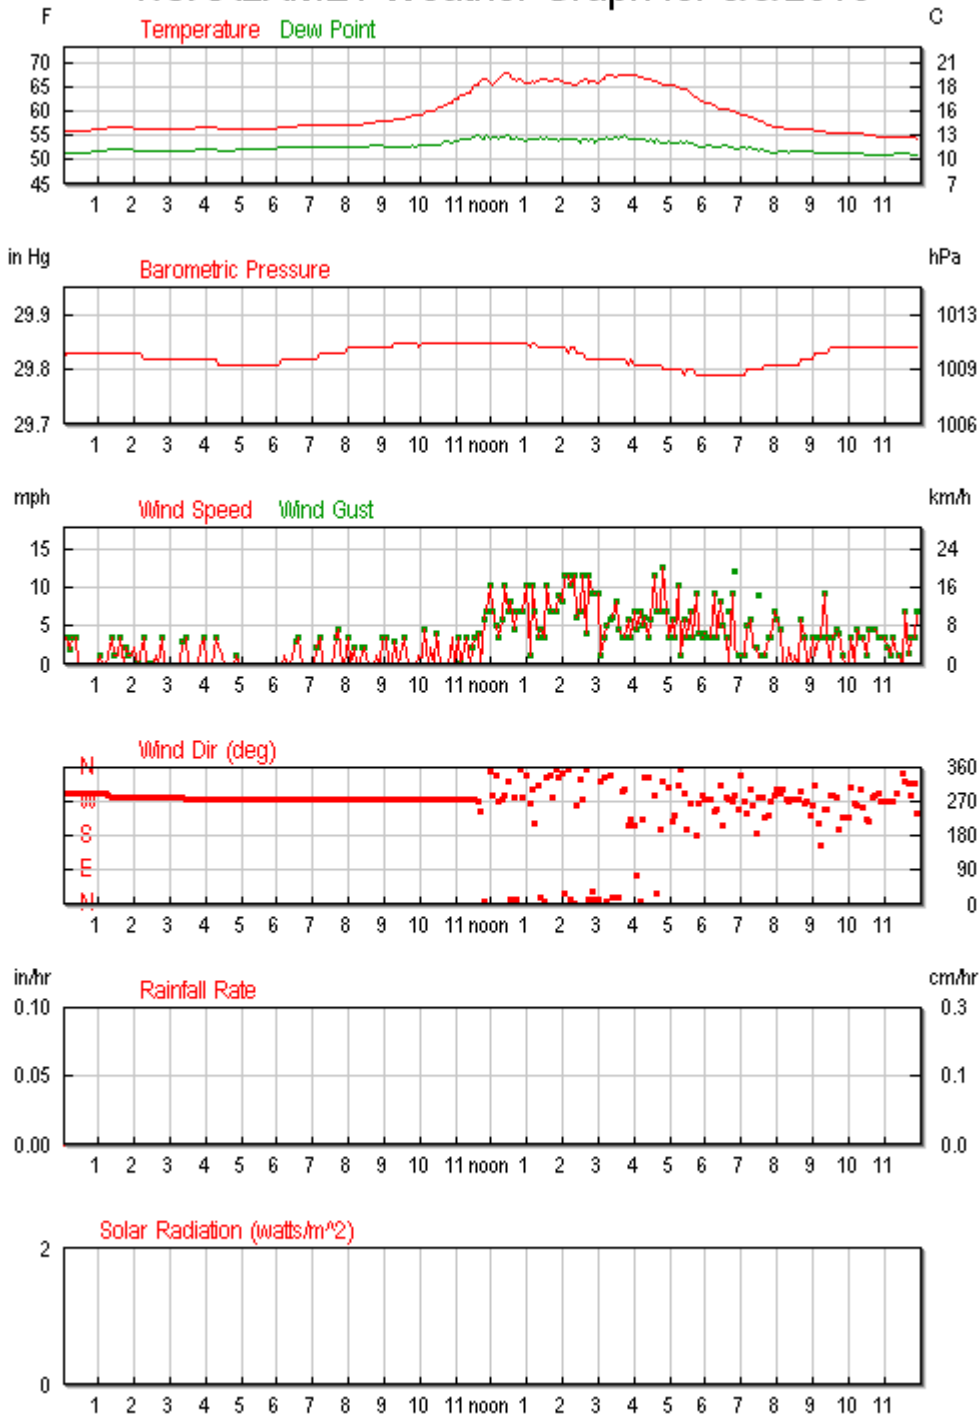 Weather Graph for
F
Temperature Dew Point
C
70 21
65 18
60 16
55 13
50 10
45 7
1 2 3 4 5 6 7 8 9 10 11 noon 1 2 3 4 5 6 7 8 9 10 11
in Hg
Barometric Pressure
hPa
29.9 1013
29.8 1009
29.7 1006
1 2 3 4 5 6 7 8 9 10 11 noon 1 2 3 4 5 6 7 8 9 10 11
mph
Wind Speed Wind Gust
km/h
15 24
10 16
5 8
0 0
1 2 3 4 5 6 7 8 9 10 11 noon 1 2 3 4 5 6 7 8 9 10 11
Wind Dir (deg)
N 360
W 270
S 180
E 90
N 0
1 2 3 4 5 6 7 8 9 10 11 noon 1 2 3 4 5 6 7 8 9 10 11
in/hr
Rainfall Rate
cm/hr
0.10 0.3
0.05 0.1
0.00 0.0
1 2 3 4 5 6 7 8 9 10 11 noon 1 2 3 4 5 6 7 8 9 10 11
Solar Radiation (watts/m^2)
2
0
1 2 3 4 5 6 7 8 9 10 11 noon 1 2 3 4 5 6 7 8 9 10 11